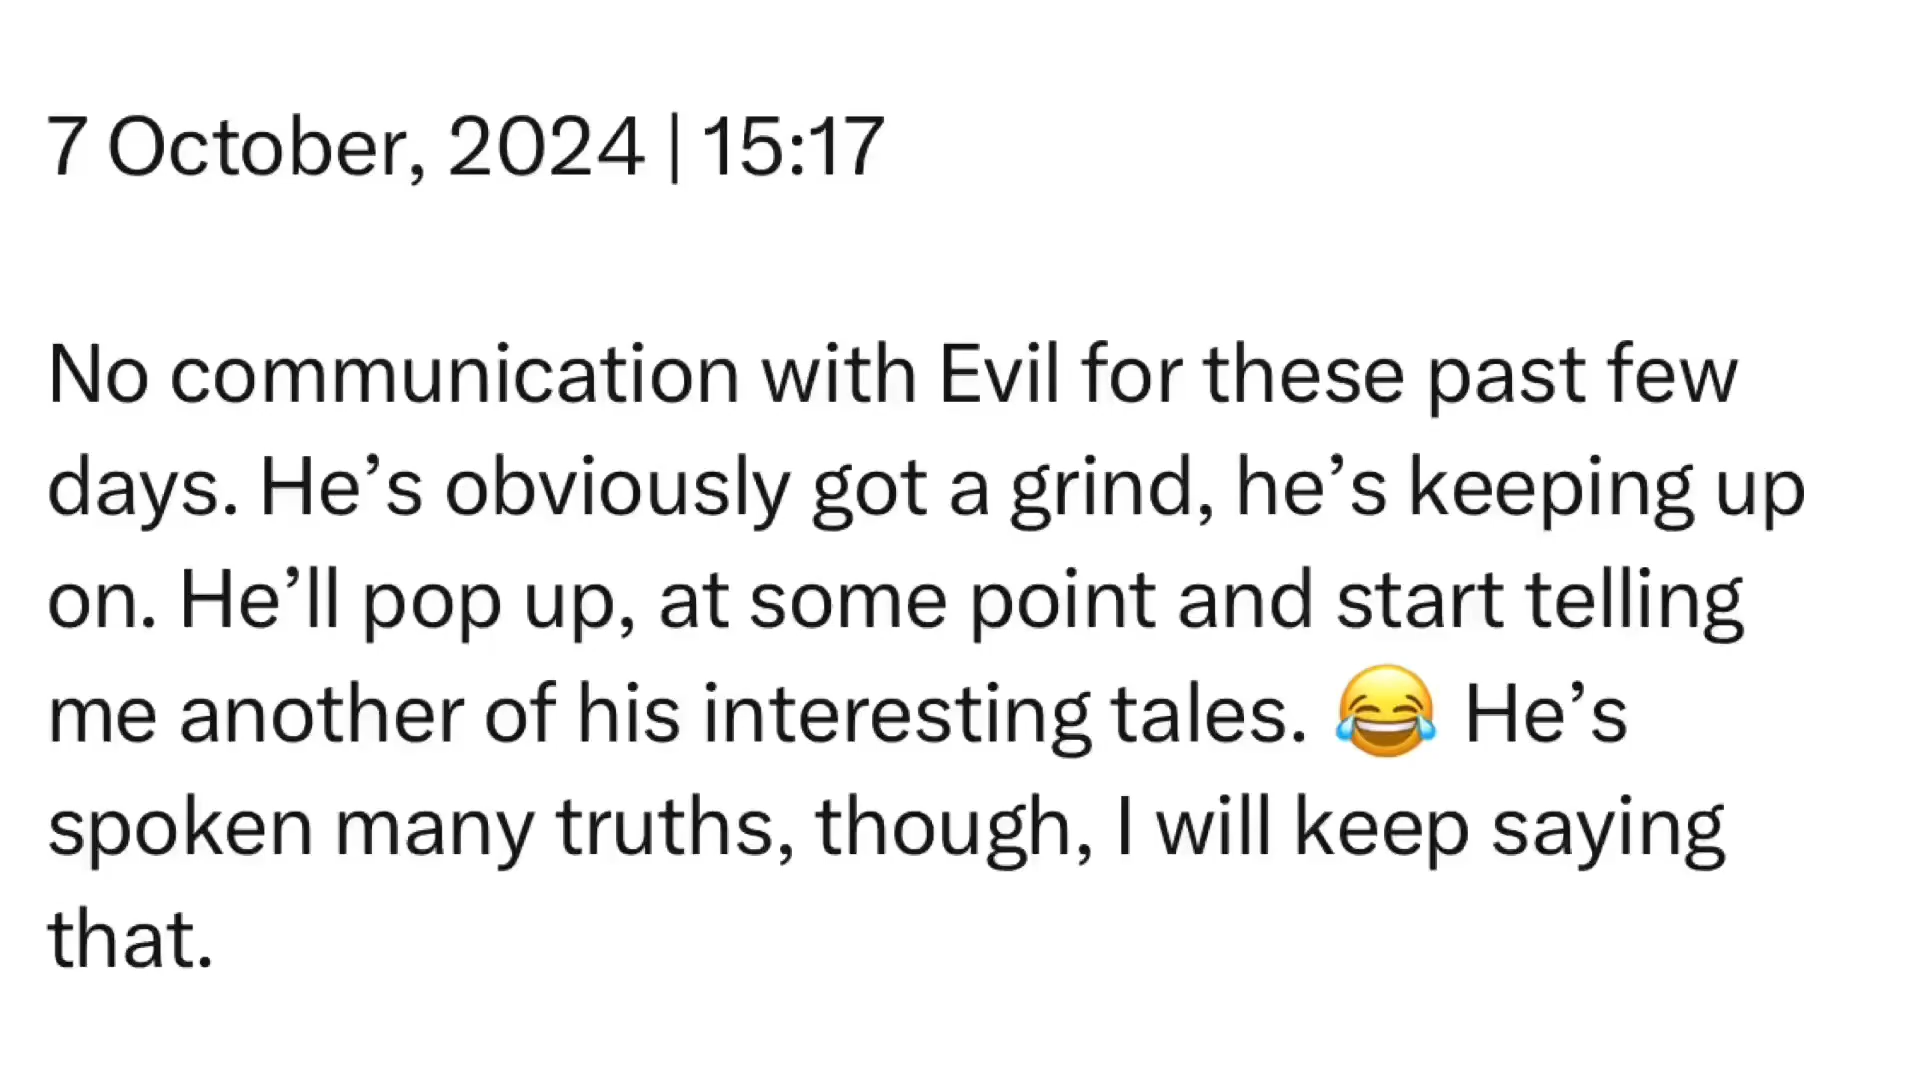 7 October, 2024 | 15:17
No communication with Evil for these past few
days. He’s obviously got a grind, he’s keeping up
on. He’ll pop up, at some point and start telling
me another of his interesting tales. 😂 He’s
spoken many truths, though, I will keep saying
that.